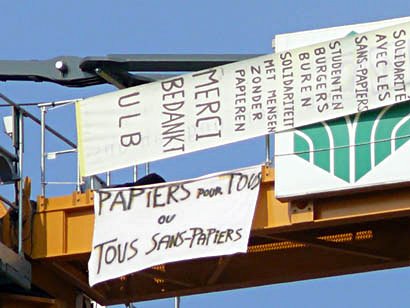 SOLIDARITÉ
AVEC LES
SANS-PAPIERS
STUDENTEN
BURGERS
BUREN
SOLIDARITEIT
MET MENSEN
ZONDER
PAPIEREN
MERCI
BEDANKT
ULB
PAPIERS POUR TOUS
OU
TOUS SANS-PAPIERS